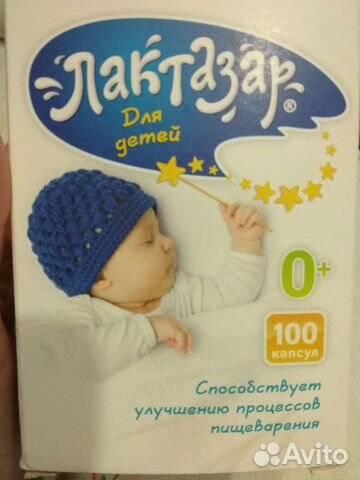 Лактазар®
Для
детей
0+
100
капсул
Способствует
улучшению процессов
пищеварения
Avito